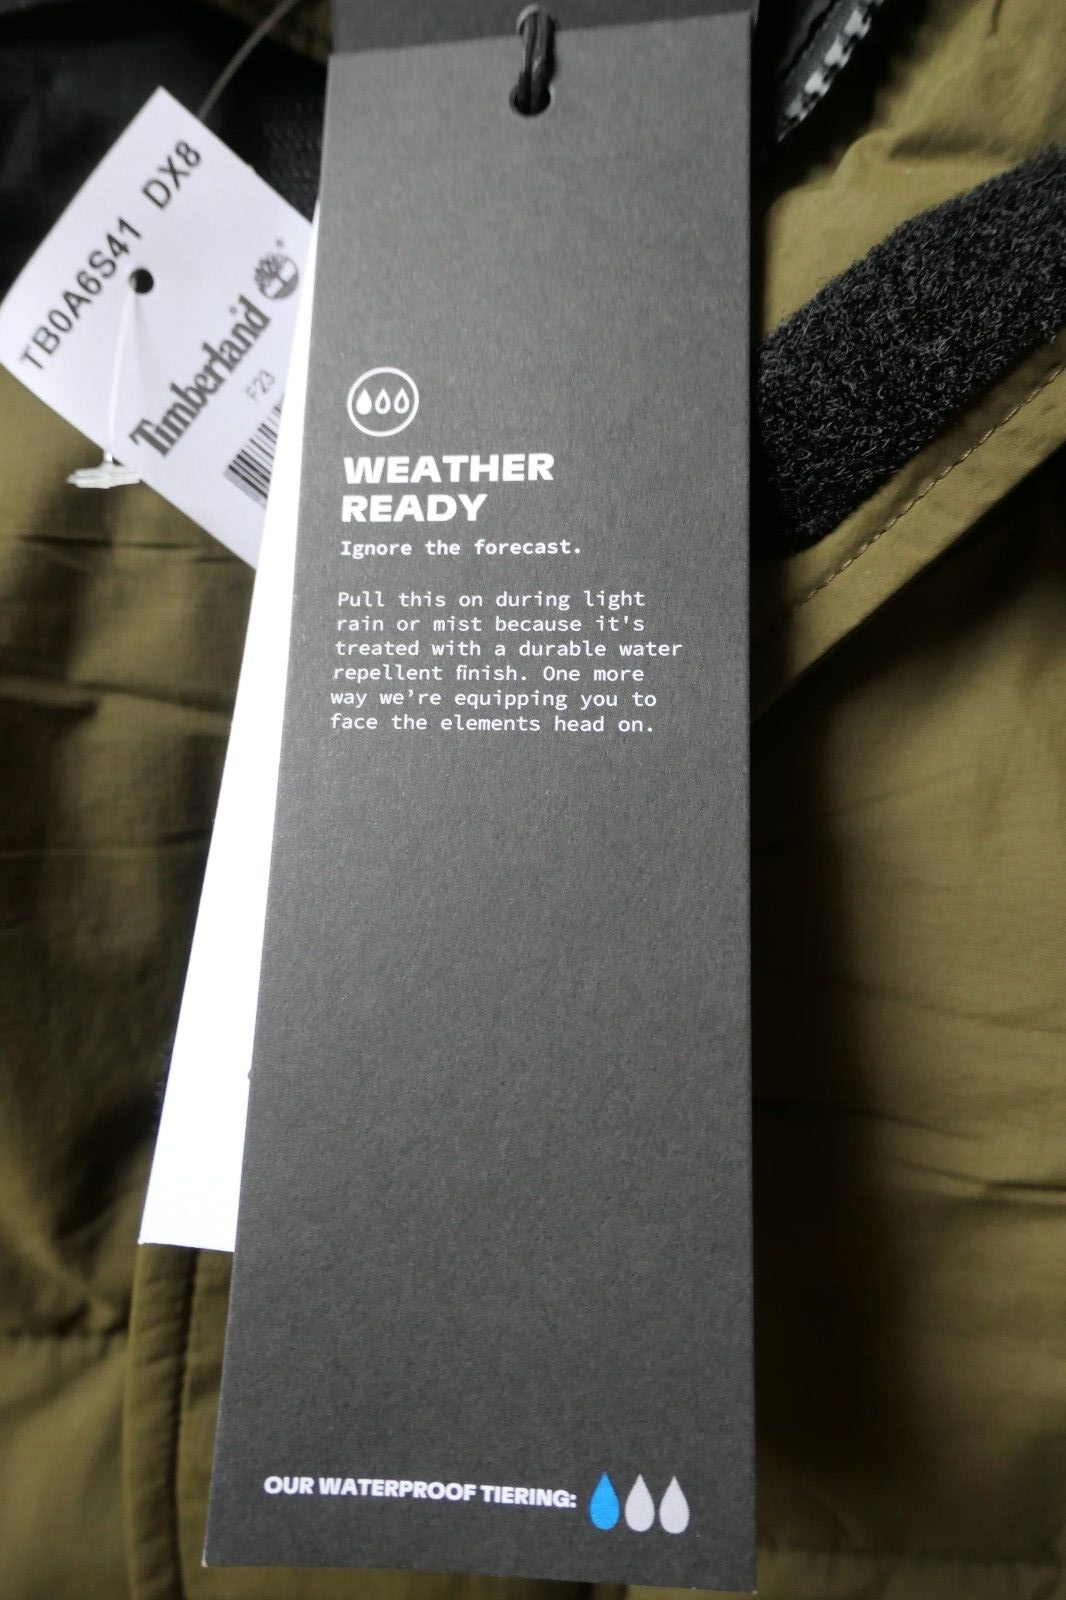 TB0A6S41 DX8
Timberland
F23
WEATHER
READY
Ignore the forecast.
Pull this on during light
rain or mist because it's
treated with a durable water
repellent finish. One more
way we’re equipping you to
face the elements head on.
OUR WATERPROOF TIERING: